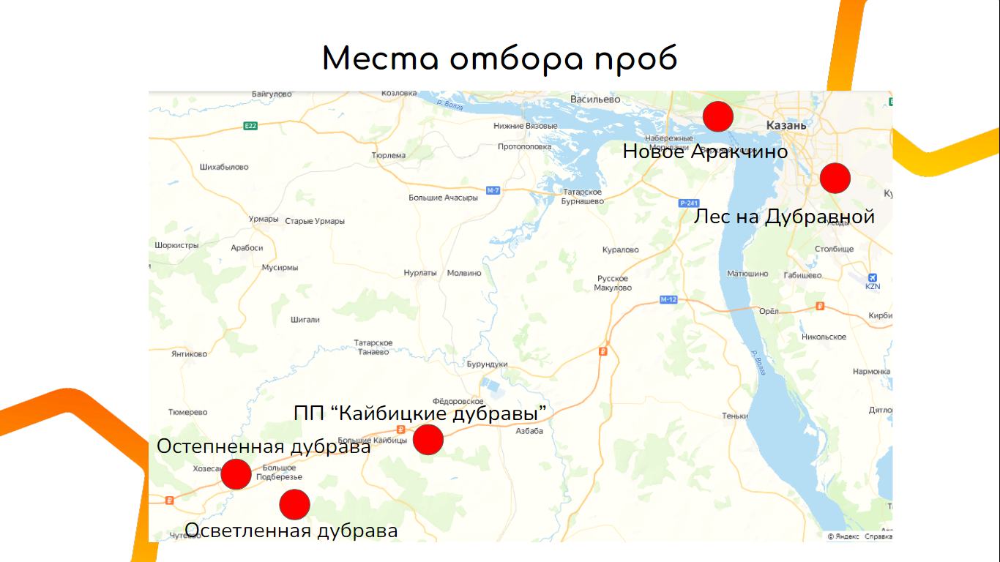 Места отбора проб
Байгулово
Козловка
р. Волга
Васильево
E22
Нижние Вязовые
Казань
Протопоповка
Набережные
Моркваши
Новое Аракчино
Тюрлема
Шихабылово
М-7
Большие Ачасыры
Татарское
Бурнашево
Р-241
Лес на Дубравной
Урмары
Старые Урмары
Шоркистры
Арабоси
Куралово
Столбище
Мусирмы
Нурлаты
Молвино
Русское
Макулово
Матюшино
Габишево
KZN
М-12
Орёл
Шигали
Кирби
Никольское
Татарское
Танаево
Янтиково
Бурундуки
р. Волга
Нармонка
Фёдоровское
ПП “Кайбицкие дубравы”
Тюмерево
Дятло
Теньки
Азбаба
Большие Кайбицы
Остепненная дубрава
Хозесан
Большое
Подберезье
Осветленная дубрава
© Яндекс Справка